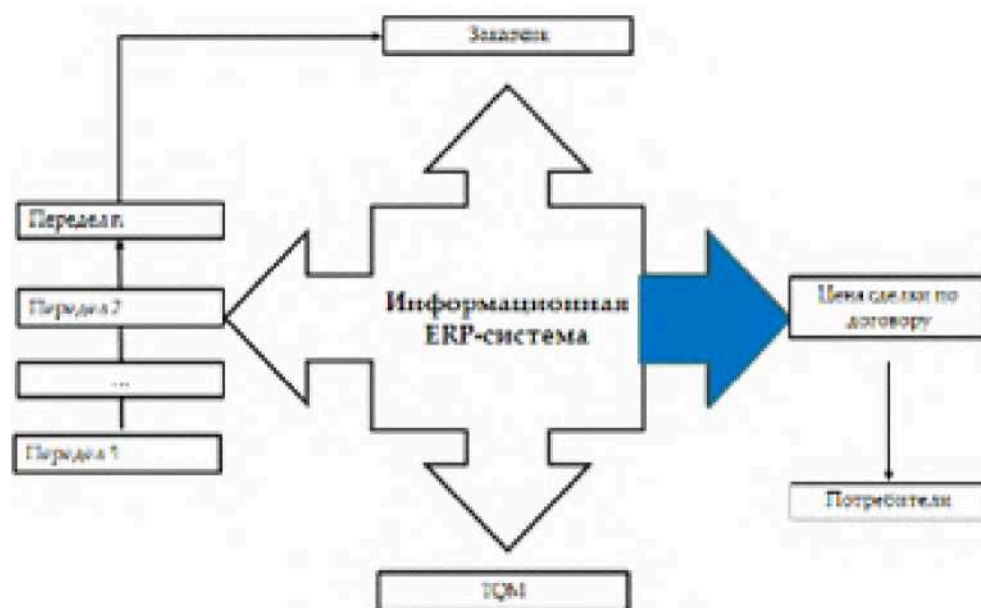 Заказчик
Передел n
Передел 2
...
Передел 1
Информационная
ERP-система
Цена сделки по
договору
Потребители
TQM